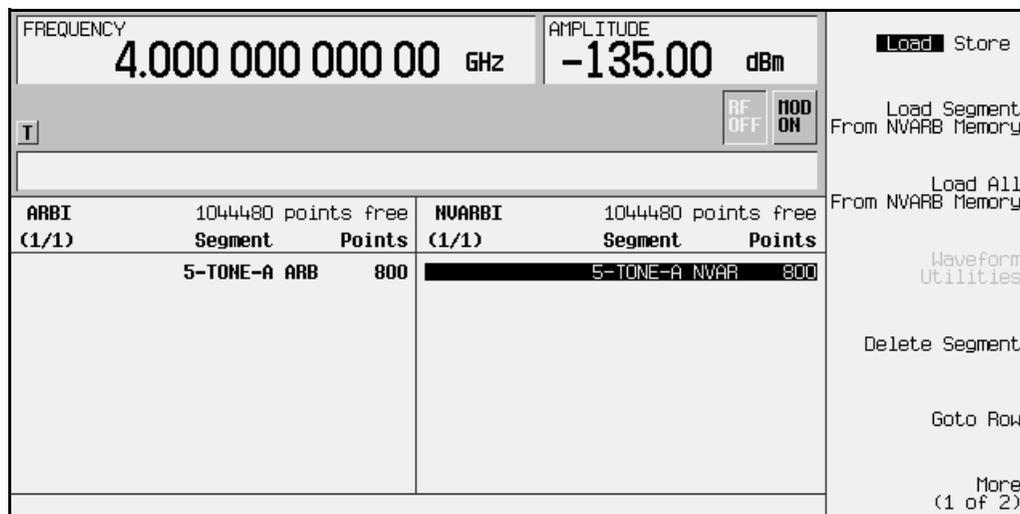 FREQUENCY
4.000 000 000 00 GHz
AMPLITUDE
-135.00 dBm
RF OFF
MOD ON
T
ARBI 1044480 points free
(1/1) Segment Points
5-TONE-A ARB 800
NVARBI 1044480 points free
(1/1) Segment Points
5-TONE-A NVAR 800
Load Store
Load Segment
From NVARB Memory
Load All
From NVARB Memory
Waveform
Utilities
Delete Segment
Goto Row
More
(1 of 2)